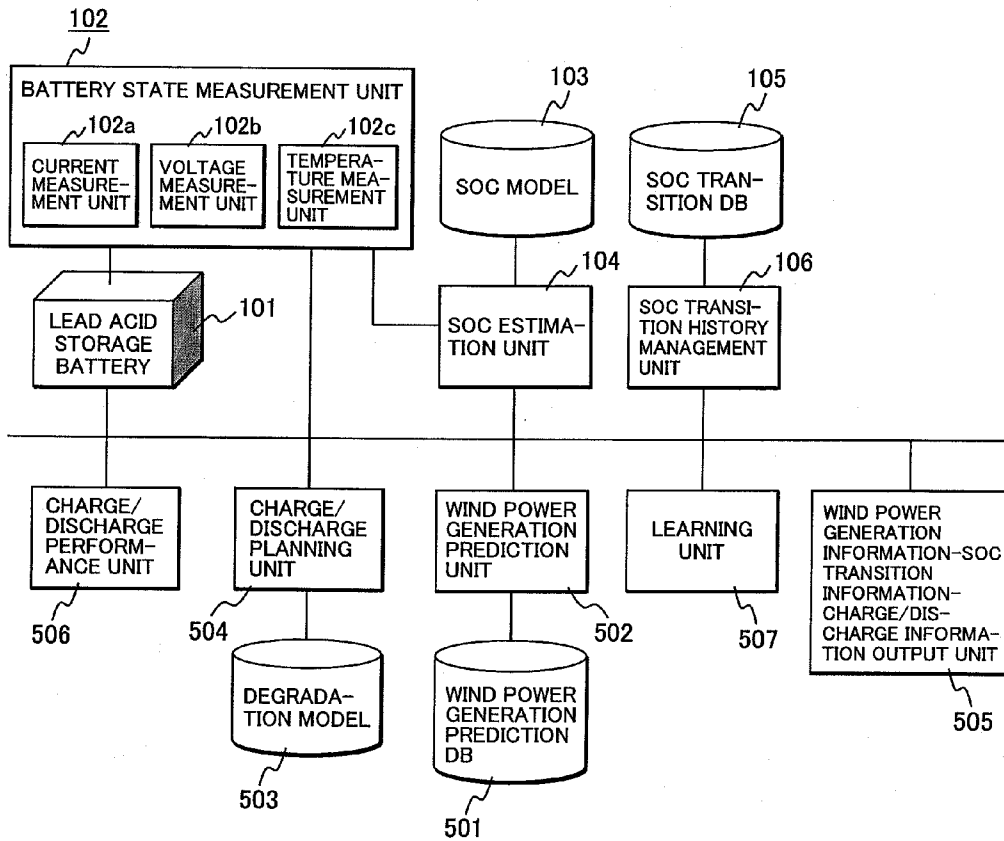 102
BATTERY STATE MEASUREMENT UNIT
102a
CURRENT
MEASURE-
MENT UNIT
102b
VOLTAGE
MEASURE-
MENT UNIT
102c
TEMPERA-
TURE MEA-
SUREMENT
UNIT
103
SOC MODEL
105
SOC TRAN-
SITION DB
101
LEAD ACID
STORAGE
BATTERY
104
SOC ESTIMA-
TION UNIT
106
SOC TRANSI-
TION HISTORY
MANAGEMENT
UNIT
CHARGE/
DISCHARGE
PERFORM-
ANCE UNIT
506
CHARGE/
DISCHARGE
PLANNING
UNIT
504
WIND POWER
GENERATION
PREDICTION
UNIT
502
LEARNING
UNIT
507
WIND POWER
GENERATION
INFORMATION-SOC
TRANSITION
INFORMATION-
CHARGE/DIS-
CHARGE INFORMA-
TION OUTPUT UNIT
505
DEGRADA-
TION MODEL
503
WIND POWER
GENERATION
PREDICTION
DB
501